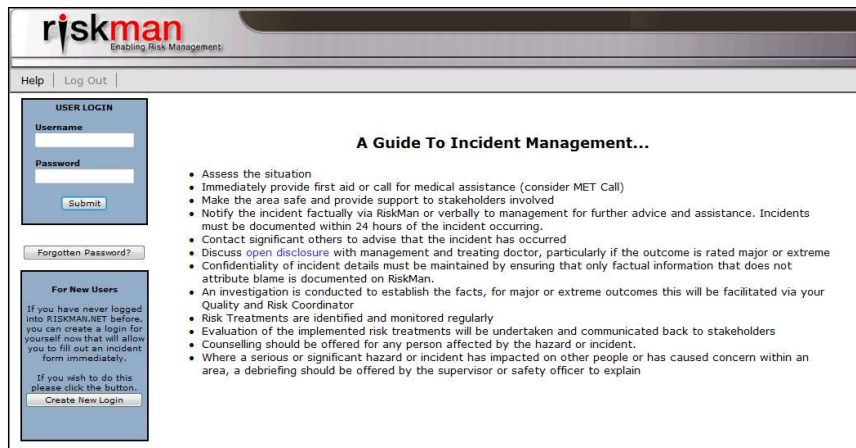 riskman
Enabling Risk Management
Help | Log Out |
USER LOGIN
Username
Password
Submit
Forgotten Password?
For New Users
If you have never logged
into RISKMAN.NET before,
you can create a login for
yourself now that will allow
you to fill out an incident
form immediately.
If you wish to do this
please click the button.
Create New Login
A Guide To Incident Management...
• Assess the situation
• Immediately provide first aid or call for medical assistance (consider MET Call)
• Make the area safe and provide support to stakeholders involved
• Notify the incident factually via RiskMan or verbally to management for further advice and assistance. Incidents
must be documented within 24 hours of the incident occurring.
• Contact significant others to advise that the incident has occurred
• Discuss open disclosure with management and treating doctor, particularly if the outcome is rated major or extreme
• Confidentiality of incident details must be maintained by ensuring that only factual information that does not
attribute blame is documented on RiskMan.
• An investigation is conducted to establish the facts, for major or extreme outcomes this will be facilitated via your
Quality and Risk Coordinator
• Risk Treatments are identified and monitored regularly
• Evaluation of the implemented risk treatments will be undertaken and communicated back to stakeholders
• Counselling should be offered for any person affected by the hazard or incident.
• Where a serious or significant hazard or incident has impacted on other people or has caused concern within an
area, a debriefing should be offered by the supervisor or safety officer to explain